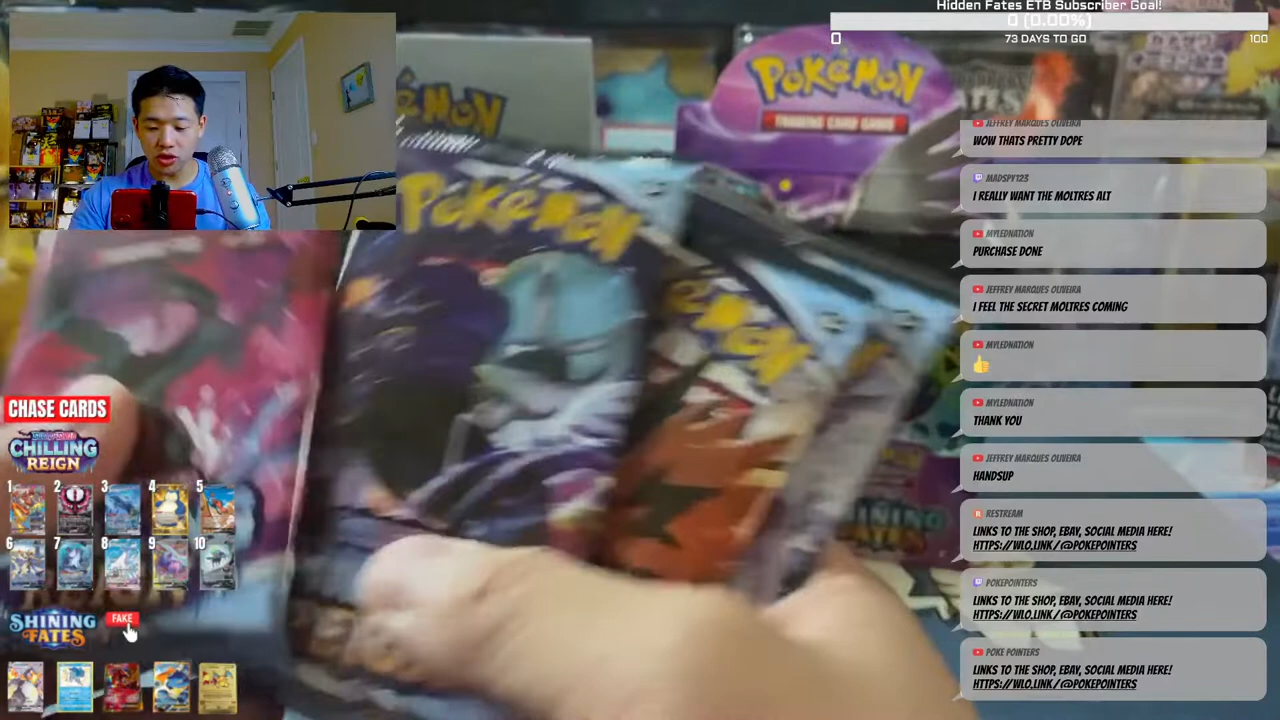 Hidden Fates ETB Subscriber Goal!
0 (0.00%)
0
73 DAYS TO GO
100
POKéMON
TRADING CARD GAME
JEFFREY MARQUES OLIVEIRA
WOW THATS PRETTY DOPE
MADSPY123
I REALLY WANT THE MOLTRES ALT
MYLEDNATION
PURCHASE DONE
JEFFREY MARQUES OLIVEIRA
I FEEL THE SECRET MOLTRES COMING
MYLEDNATION
👍
MYLEDNATION
THANK YOU
JEFFREY MARQUES OLIVEIRA
HANDSUP
RESTREAM
LINKS TO THE SHOP, EBAY, SOCIAL MEDIA HERE!
HTTPS://WLO.LINK/@POKEPOINTERS
POKEPOINTERS
LINKS TO THE SHOP, EBAY, SOCIAL MEDIA HERE!
HTTPS://WLO.LINK/@POKEPOINTERS
POKE POINTERS
LINKS TO THE SHOP, EBAY, SOCIAL MEDIA HERE!
HTTPS://WLO.LINK/@POKEPOINTERS
POKéMON
CHASE CARDS
CHILLING
REIGN
1 2 3 4 5
6 7 8 9 10
SHINING
FATES
FAKE